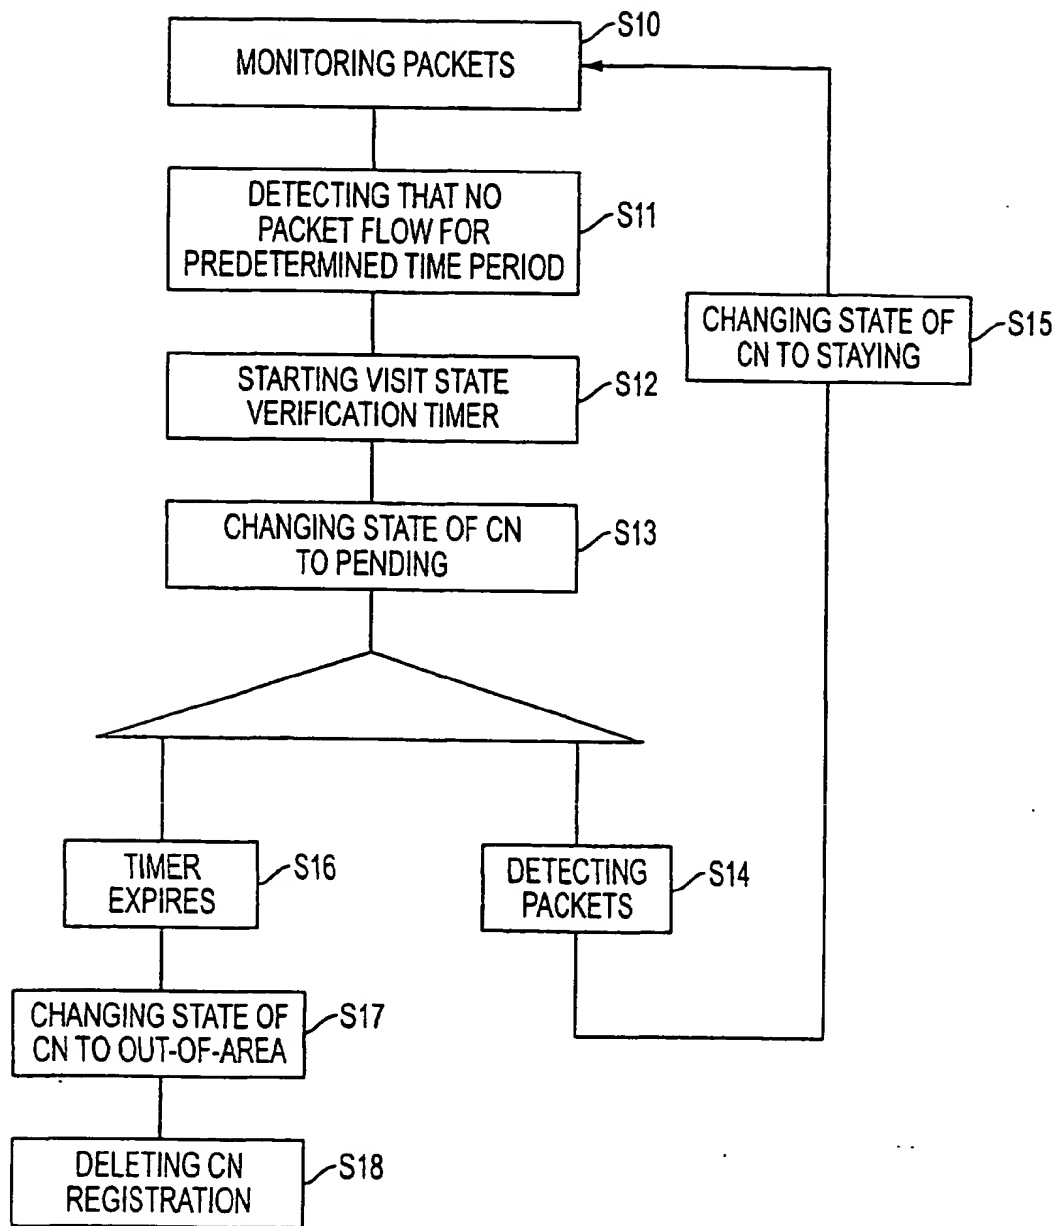 MONITORING PACKETS
S10
DETECTING THAT NO
PACKET FLOW FOR
PREDETERMINED TIME PERIOD
S11
STARTING VISIT STATE
VERIFICATION TIMER
S12
CHANGING STATE OF CN
TO PENDING
S13
CHANGING STATE OF
CN TO STAYING
S15
TIMER
EXPIRES
S16
DETECTING
PACKETS
S14
CHANGING STATE OF
CN TO OUT-OF-AREA
S17
DELETING CN
REGISTRATION
S18